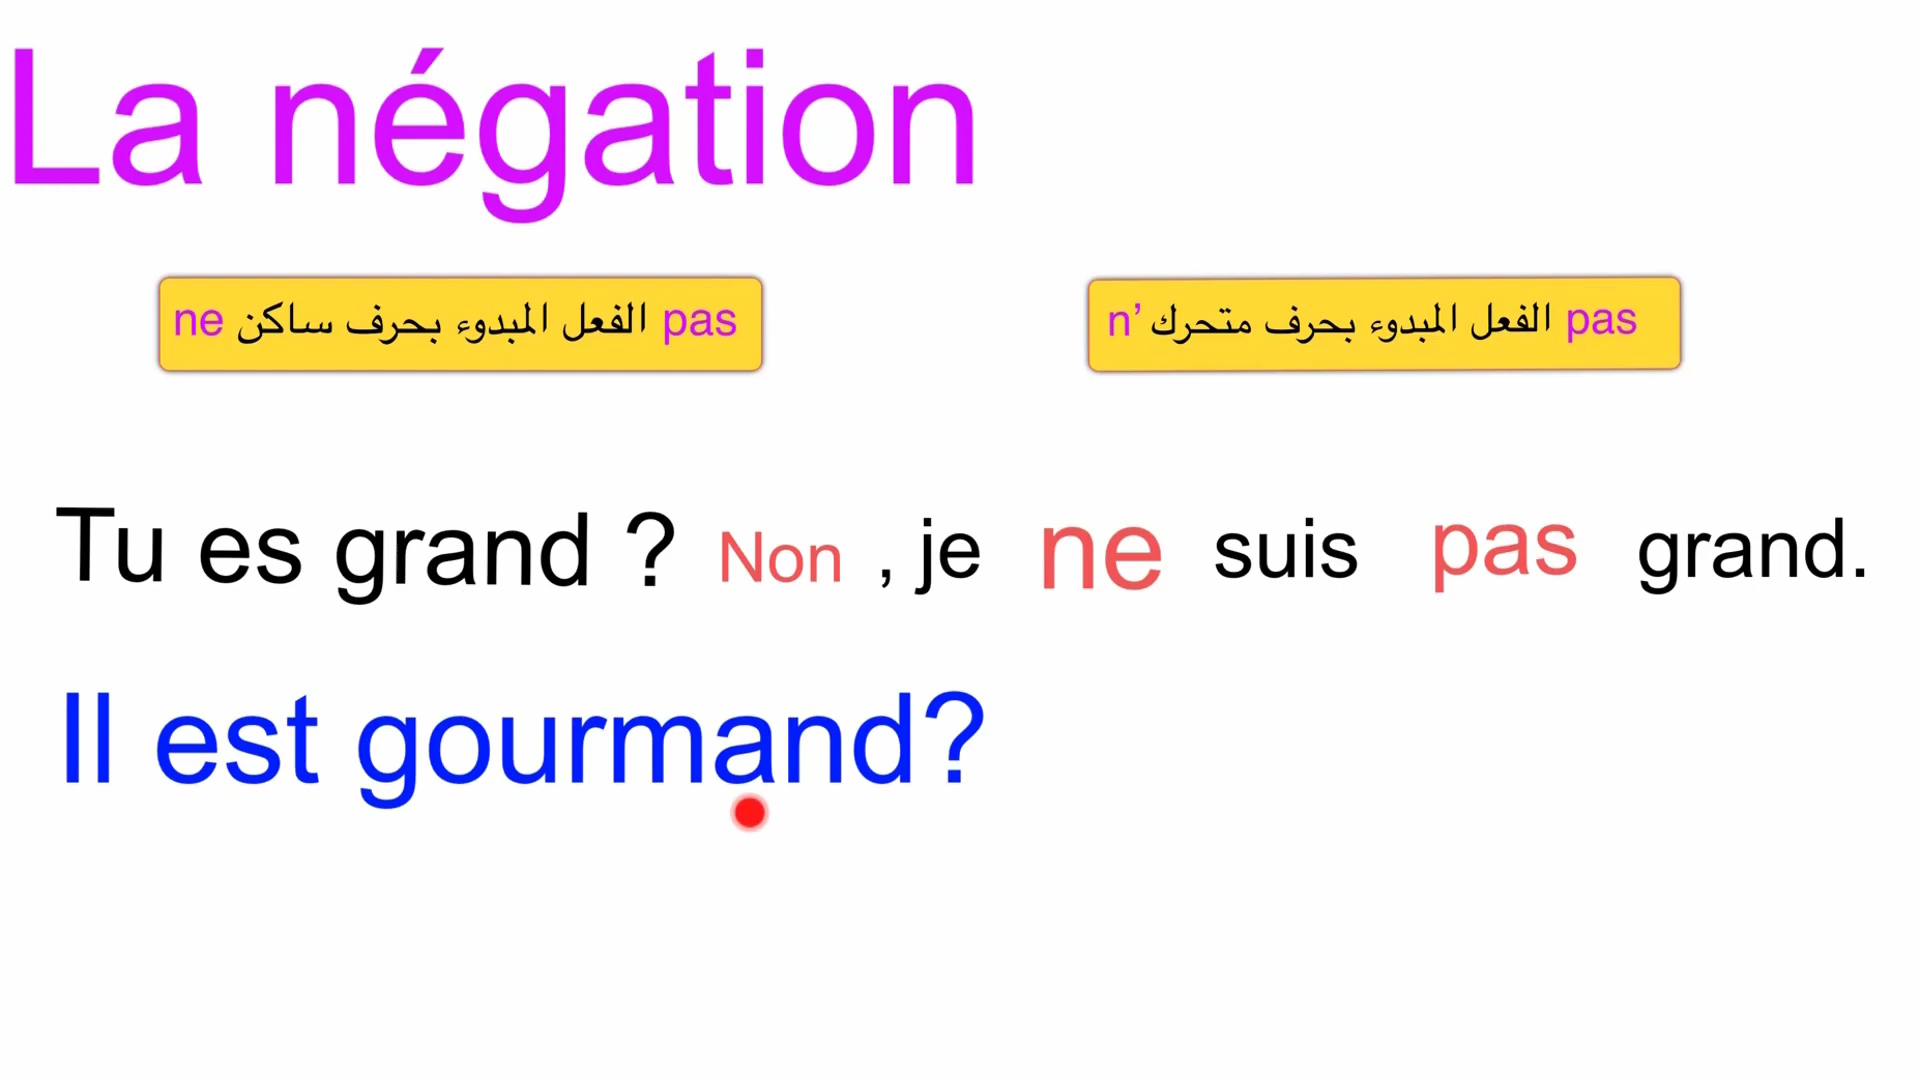 La négation
ne الفعل المبدوء بحرف ساكن pas
n’ الفعل المبدوء بحرف متحرك pas
Tu es grand ? Non , je ne suis pas grand.
Il est gourmand?